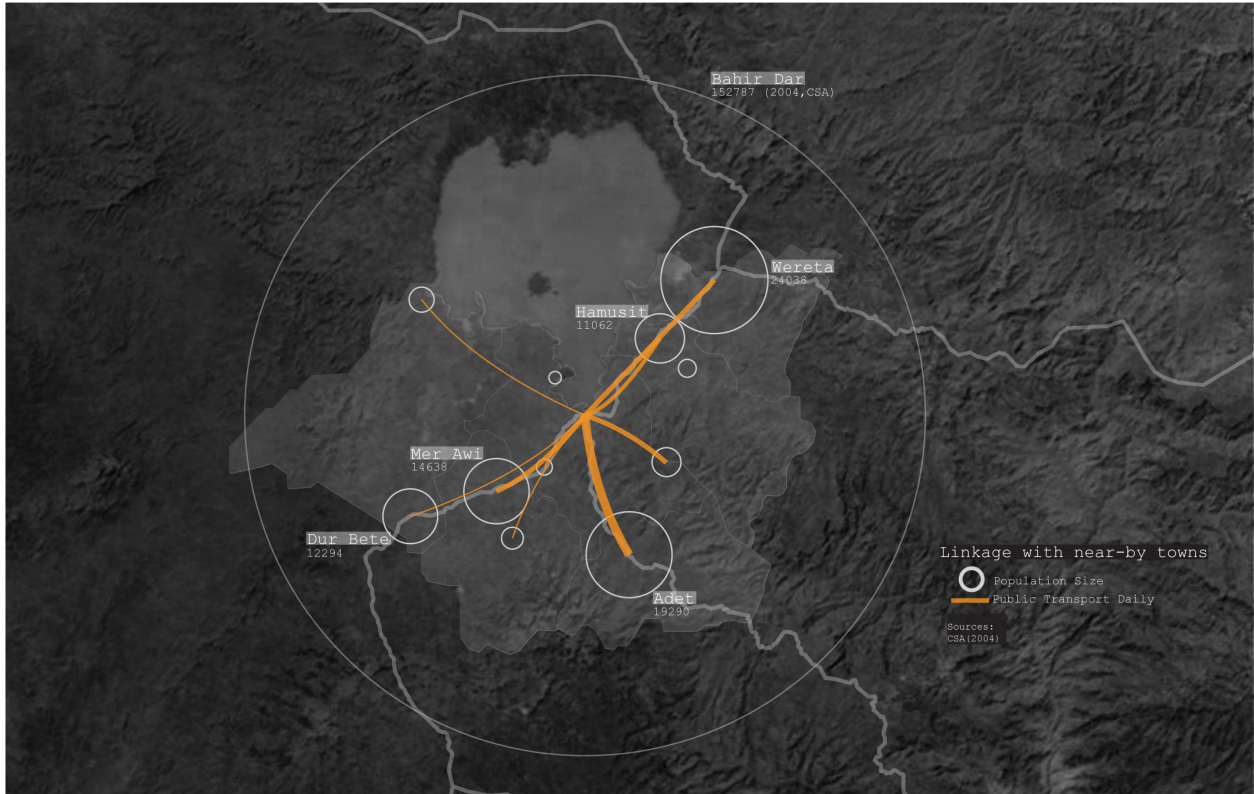 Bahir Dar
152787 (2004,CSA)
Wereta
24038
Hamusit
11062
Mer Awi
14638
Dur Bete
12294
Adet
19290
Linkage with near-by towns
Population Size
Public Transport Daily
Sources:
CSA(2004)